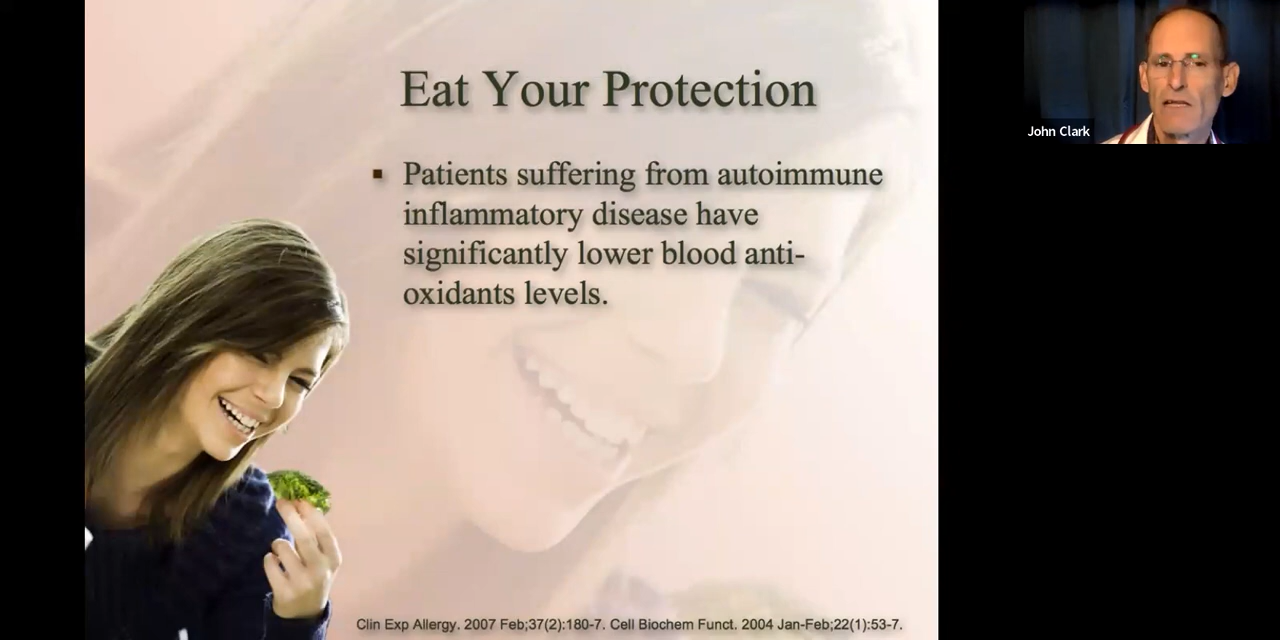 Eat Your Protection
▪ Patients suffering from autoimmune
inflammatory disease have
significantly lower blood anti-
oxidants levels.
Clin Exp Allergy. 2007 Feb;37(2):180-7. Cell Biochem Funct. 2004 Jan-Feb;22(1):53-7.
John Clark